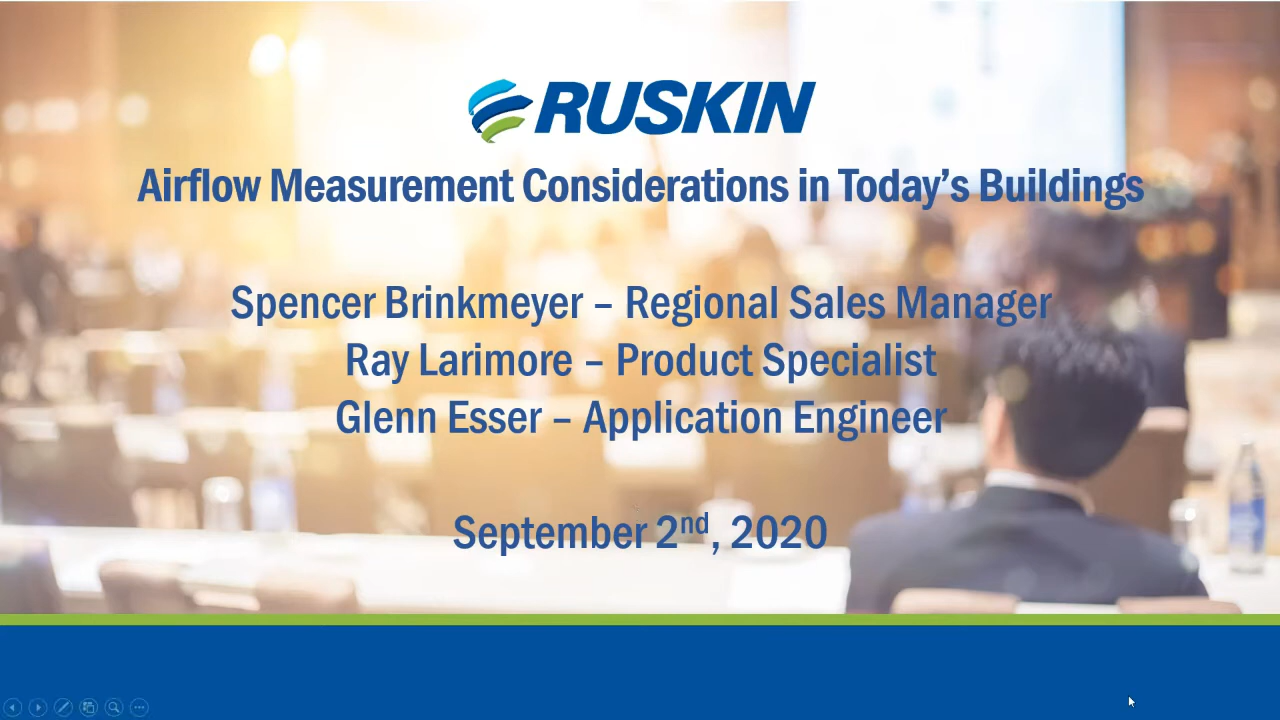 RUSKIN
Airflow Measurement Considerations in Today's Buildings
Spencer Brinkmeyer – Regional Sales Manager
Ray Larimore – Product Specialist
Glenn Esser – Application Engineer
September 2nd, 2020